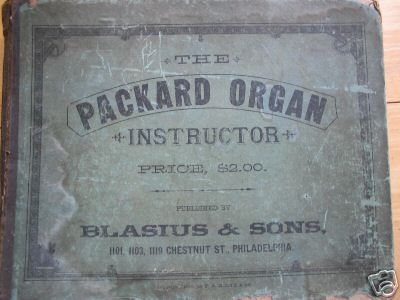 THE
PACKARD ORGAN
INSTRUCTOR
PRICE, $2.00.
PUBLISHED BY
BLASIUS & SONS,
1101, 1103, 1119 CHESTNUT ST., PHILADELPHIA.